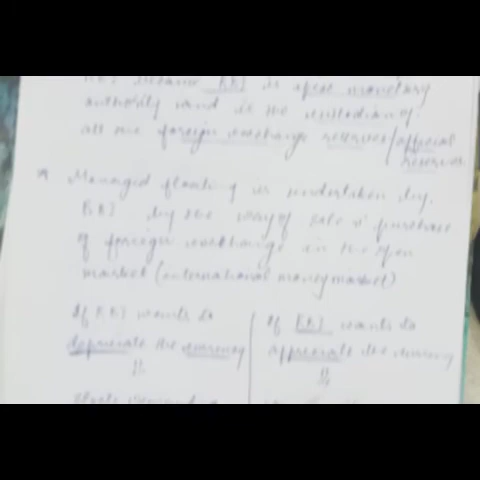 RBI because RBI is apex monetary
authority and is the custodian of
all the foreign exchange reserves/official
reserves
* Managed floating is undertaken by
RBI by the way of sale & purchase
of foreign exchange in the open
market (international money market)
If RBI wants to
depreciate the currency
If RBI wants to
appreciate the currency